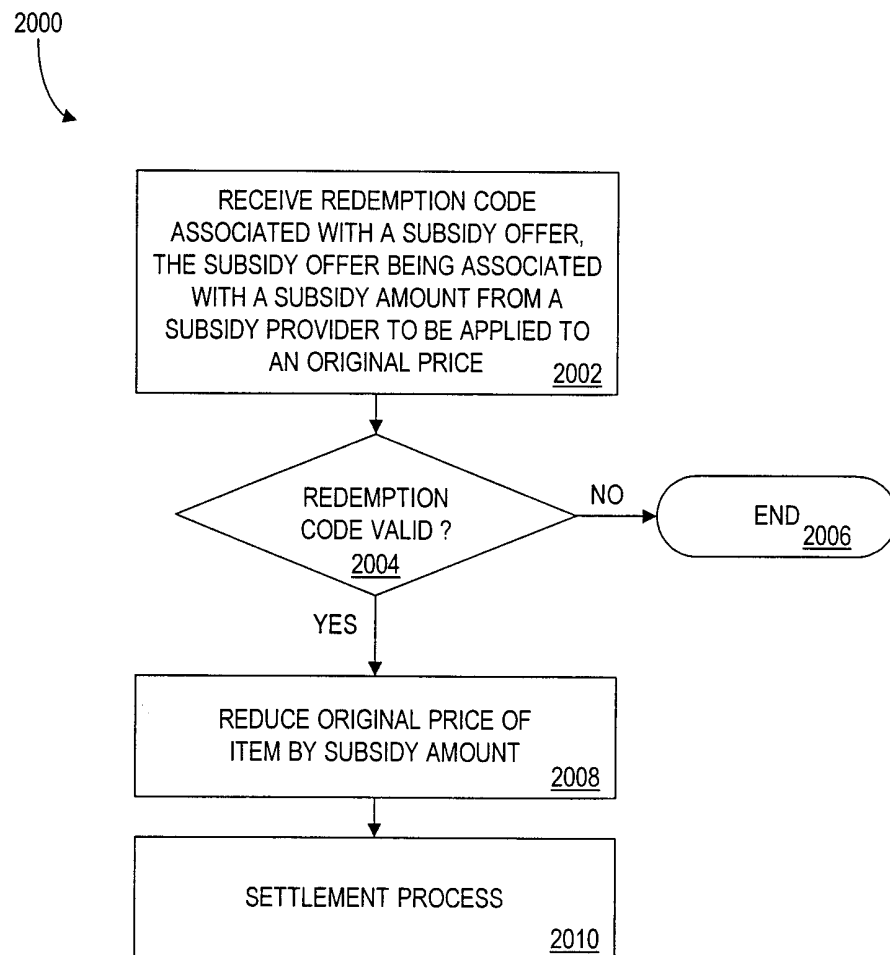 2000
RECEIVE REDEMPTION CODE
ASSOCIATED WITH A SUBSIDY OFFER,
THE SUBSIDY OFFER BEING ASSOCIATED
WITH A SUBSIDY AMOUNT FROM A
SUBSIDY PROVIDER TO BE APPLIED TO
AN ORIGINAL PRICE
2002
REDEMPTION
CODE VALID ?
2004
NO
END
2006
YES
REDUCE ORIGINAL PRICE OF
ITEM BY SUBSIDY AMOUNT
2008
SETTLEMENT PROCESS
2010